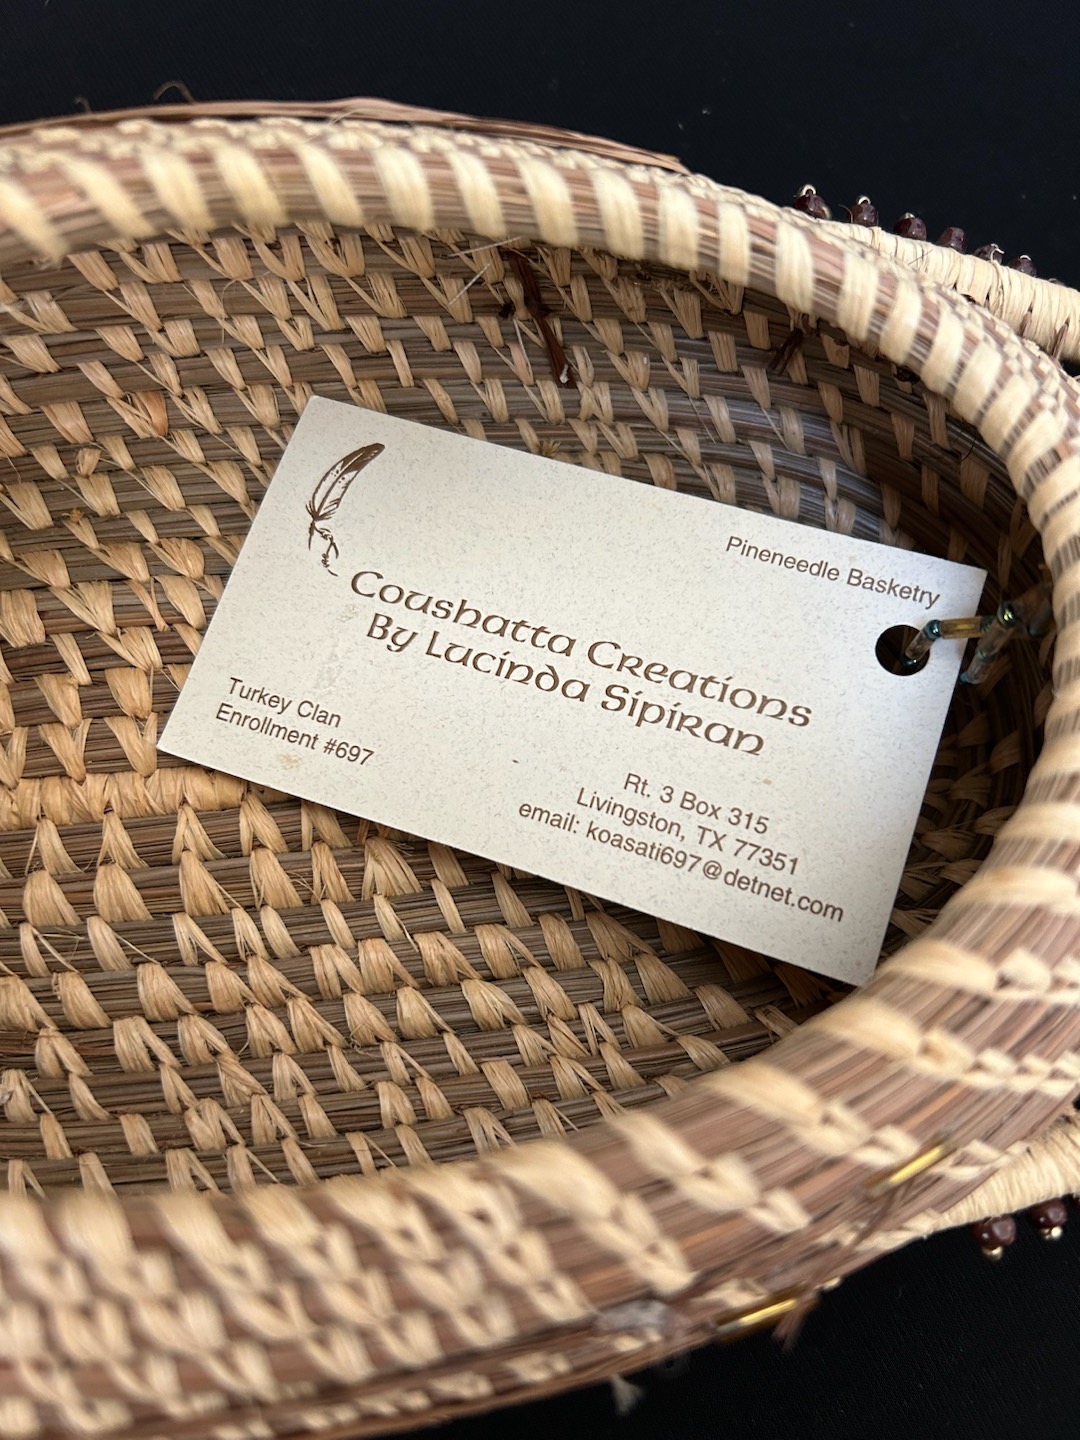 Pineneedle Basketry
Coushatta Creations
By Lucinda Sipiran
Turkey Clan
Enrollment #697
Rt. 3 Box 315
Livingston, TX 77351
email: koasati697@detnet.com